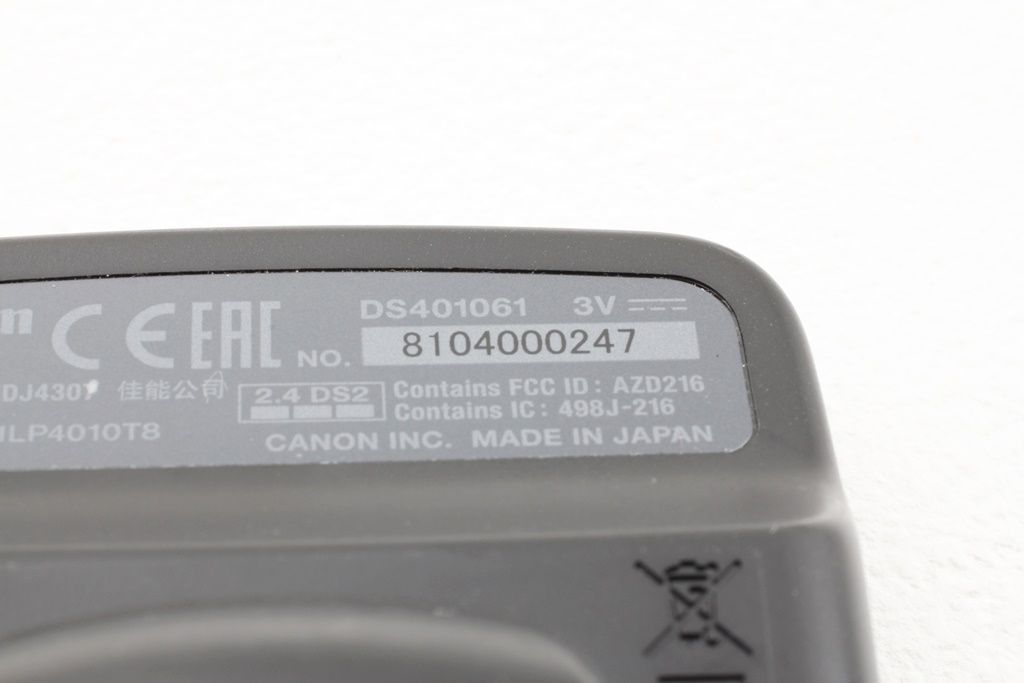 DS401061 3V
CE EAC NO. 8104000247
佳能公司 2.4 DS2 Contains FCC ID : AZD216
Contains IC : 498J-216
LP4010T8 CANON INC. MADE IN JAPAN